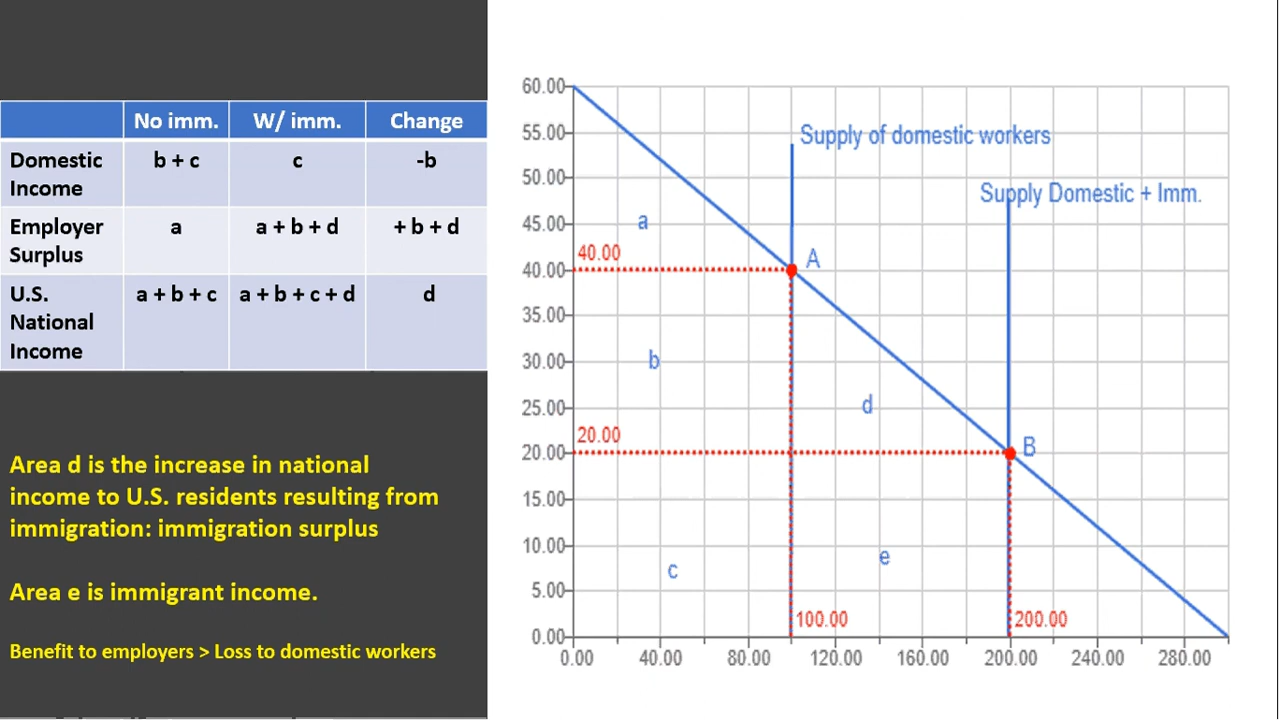 No imm. W/ imm. Change
Domestic Income b + c c -b
Employer Surplus a a + b + d + b + d
U.S. National Income a + b + c a + b + c + d d
Area d is the increase in national
income to U.S. residents resulting from
immigration: immigration surplus
Area e is immigrant income.
Benefit to employers > Loss to domestic workers
60.00
55.00
Supply of domestic workers
50.00
Supply Domestic + Imm.
45.00
a
40.00
A
40.00
35.00
30.00
b
25.00
d
20.00
B
20.00
15.00
10.00
e
c
5.00
100.00
200.00
0.00
0.00 40.00 80.00 120.00 160.00 200.00 240.00 280.00